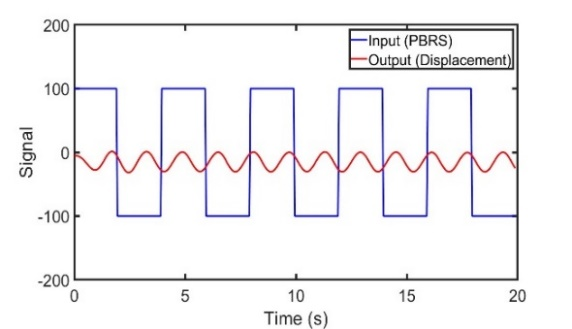 200
Input (PBRS)
Output (Displacement)
100
Signal
0
-100
-200
0 5 10 15 20
Time (s)